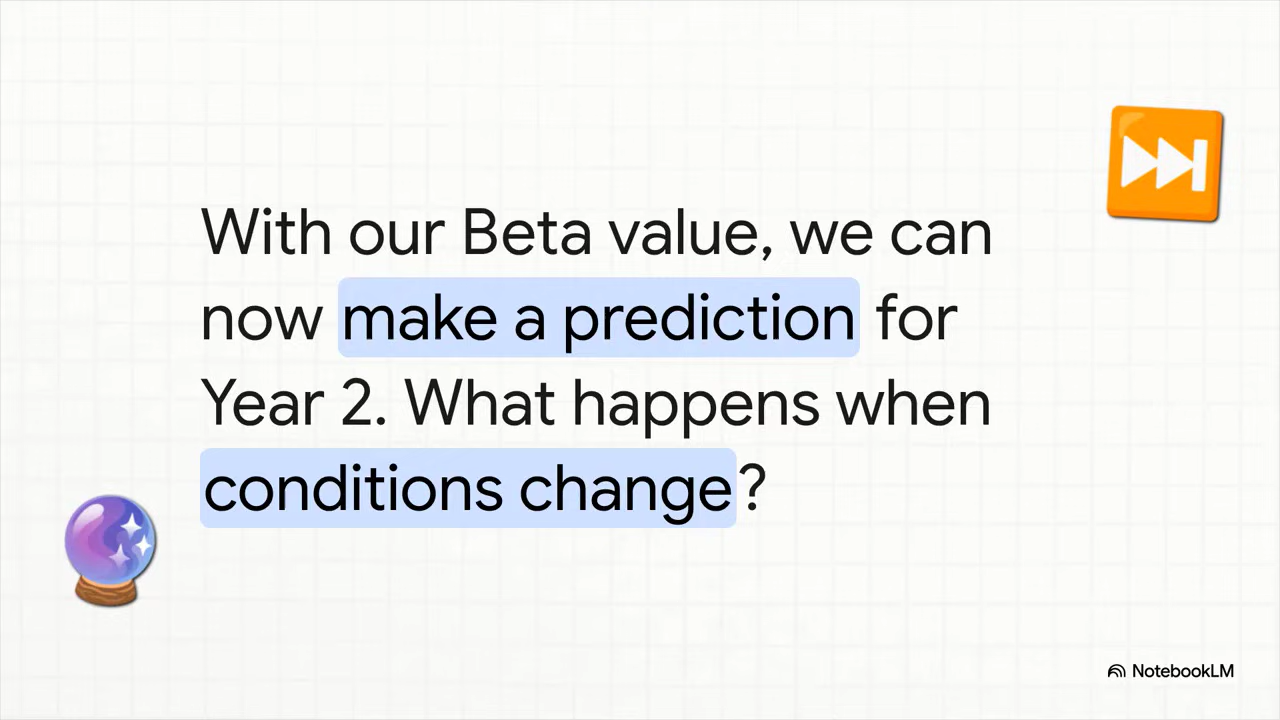 With our Beta value, we can
now make a prediction for
Year 2. What happens when
conditions change?
NotebookLM